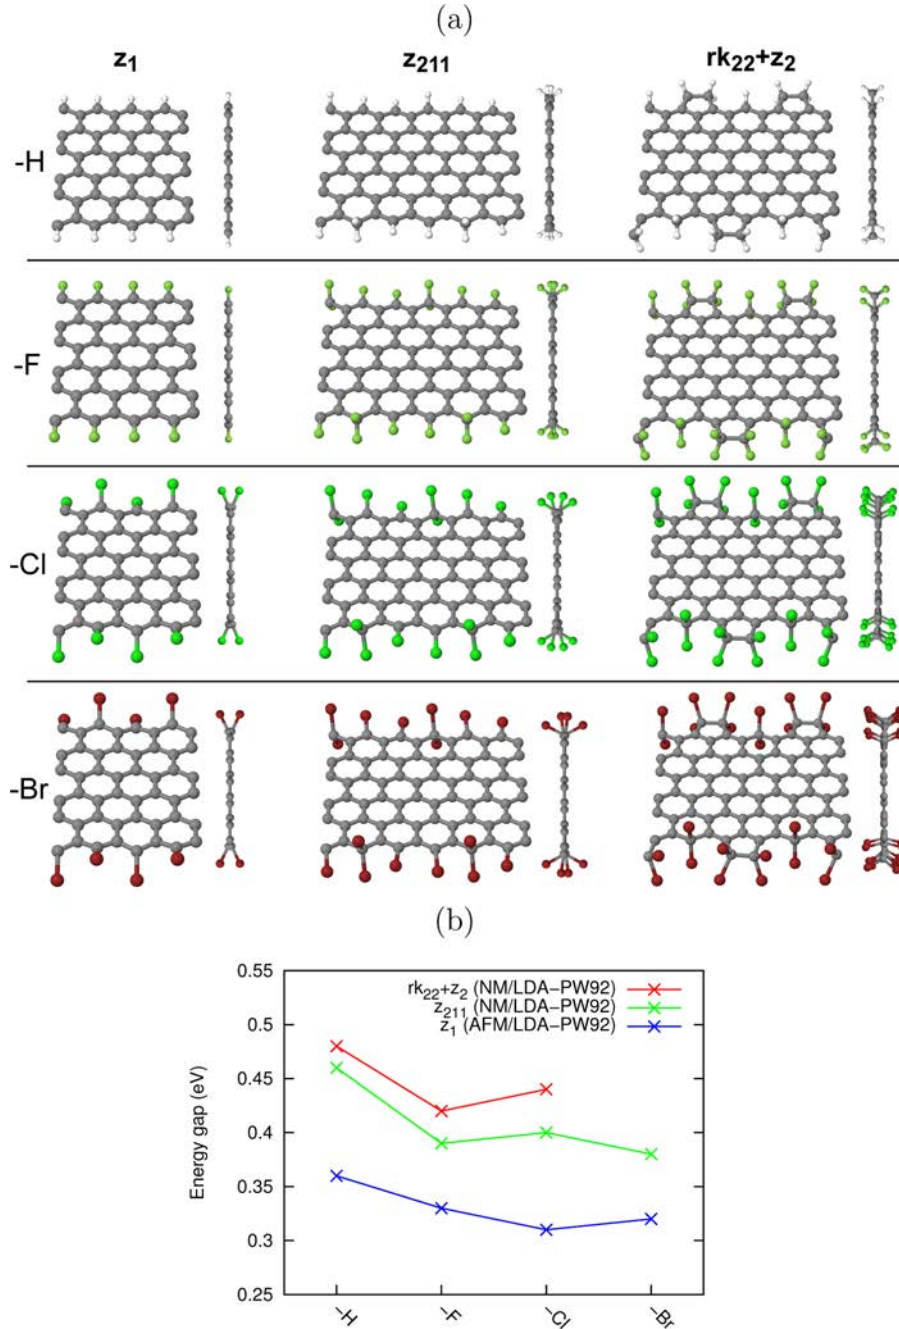 (a)
z1 z211 rk22+z2
-H
-F
-Cl
-Br
(b)
0.55
0.5
0.45
0.4
0.35
0.3
0.25
Energy gap (eV)
rk22+z2 (NM/LDA-PW92)
z211 (NM/LDA-PW92)
z1 (AFM/LDA-PW92)
-H -F -Cl -Br